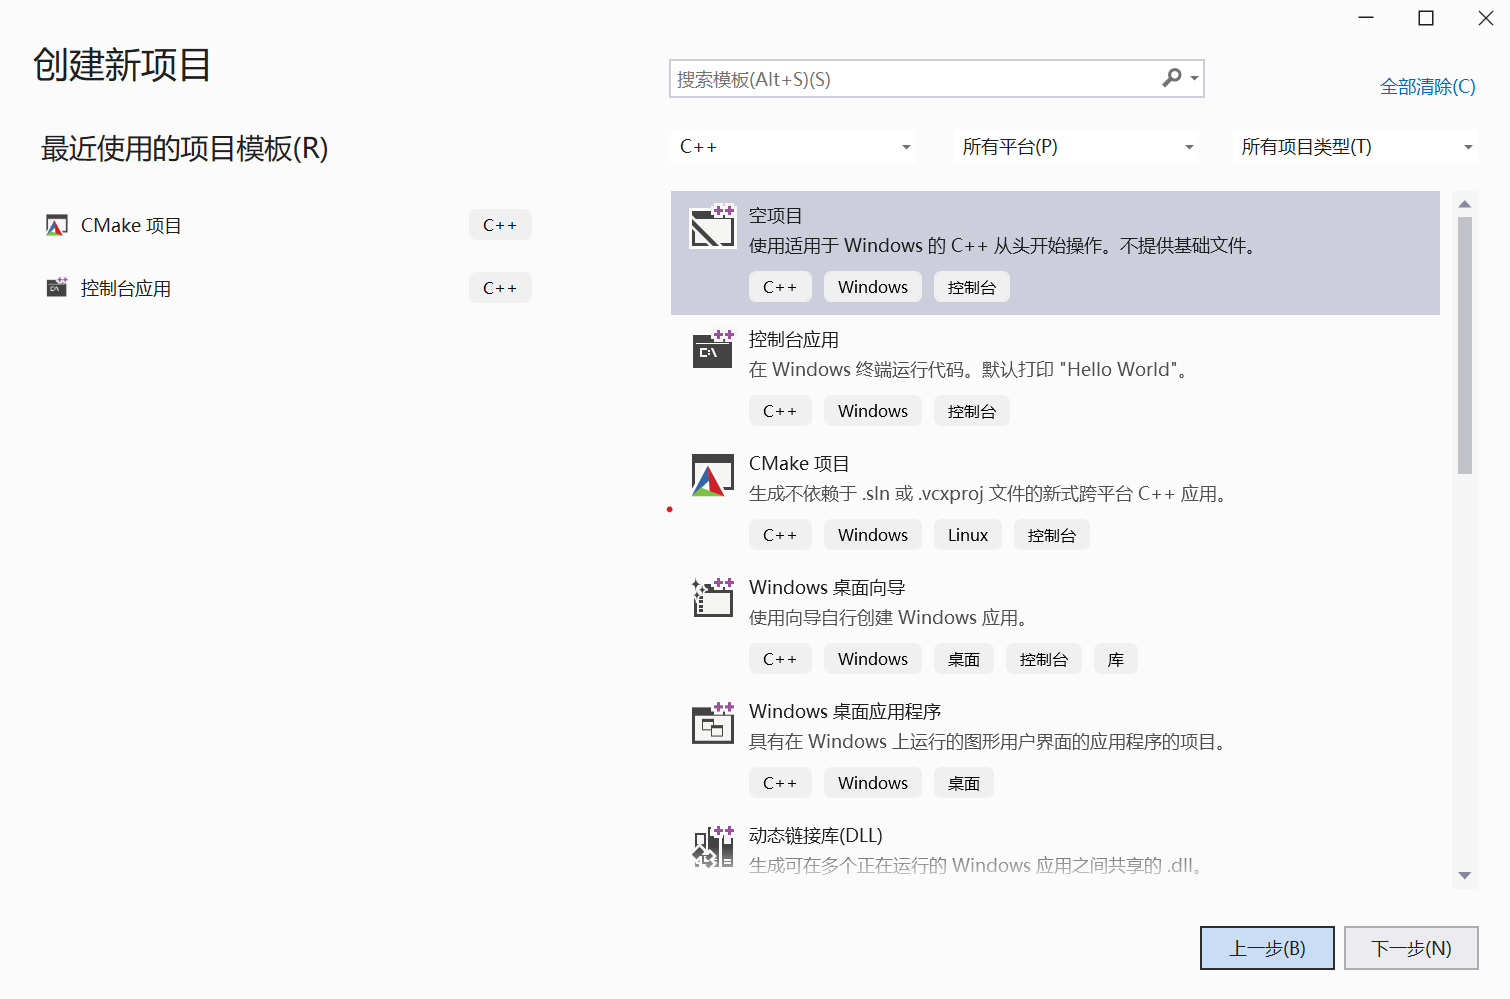 创建新项目
搜索模板(Alt+S)(S)
全部清除(C)
最近使用的项目模板(R)
C++
所有平台(P)
所有项目类型(T)
CMake 项目
C++
控制台应用
C++
空项目
使用适用于 Windows 的 C++ 从头开始操作。不提供基础文件。
C++ Windows 控制台
控制台应用
在 Windows 终端运行代码。默认打印 "Hello World"。
C++ Windows 控制台
CMake 项目
生成不依赖于 .sln 或 .vcxproj 文件的新式跨平台 C++ 应用。
C++ Windows Linux 控制台
Windows 桌面向导
使用向导自行创建 Windows 应用。
C++ Windows 桌面 控制台 库
Windows 桌面应用程序
具有在 Windows 上运行的图形用户界面的应用程序的项目。
C++ Windows 桌面
动态链接库(DLL)
生成可在多个正在运行的 Windows 应用之间共享的 .dll。
上一步(B)
下一步(N)